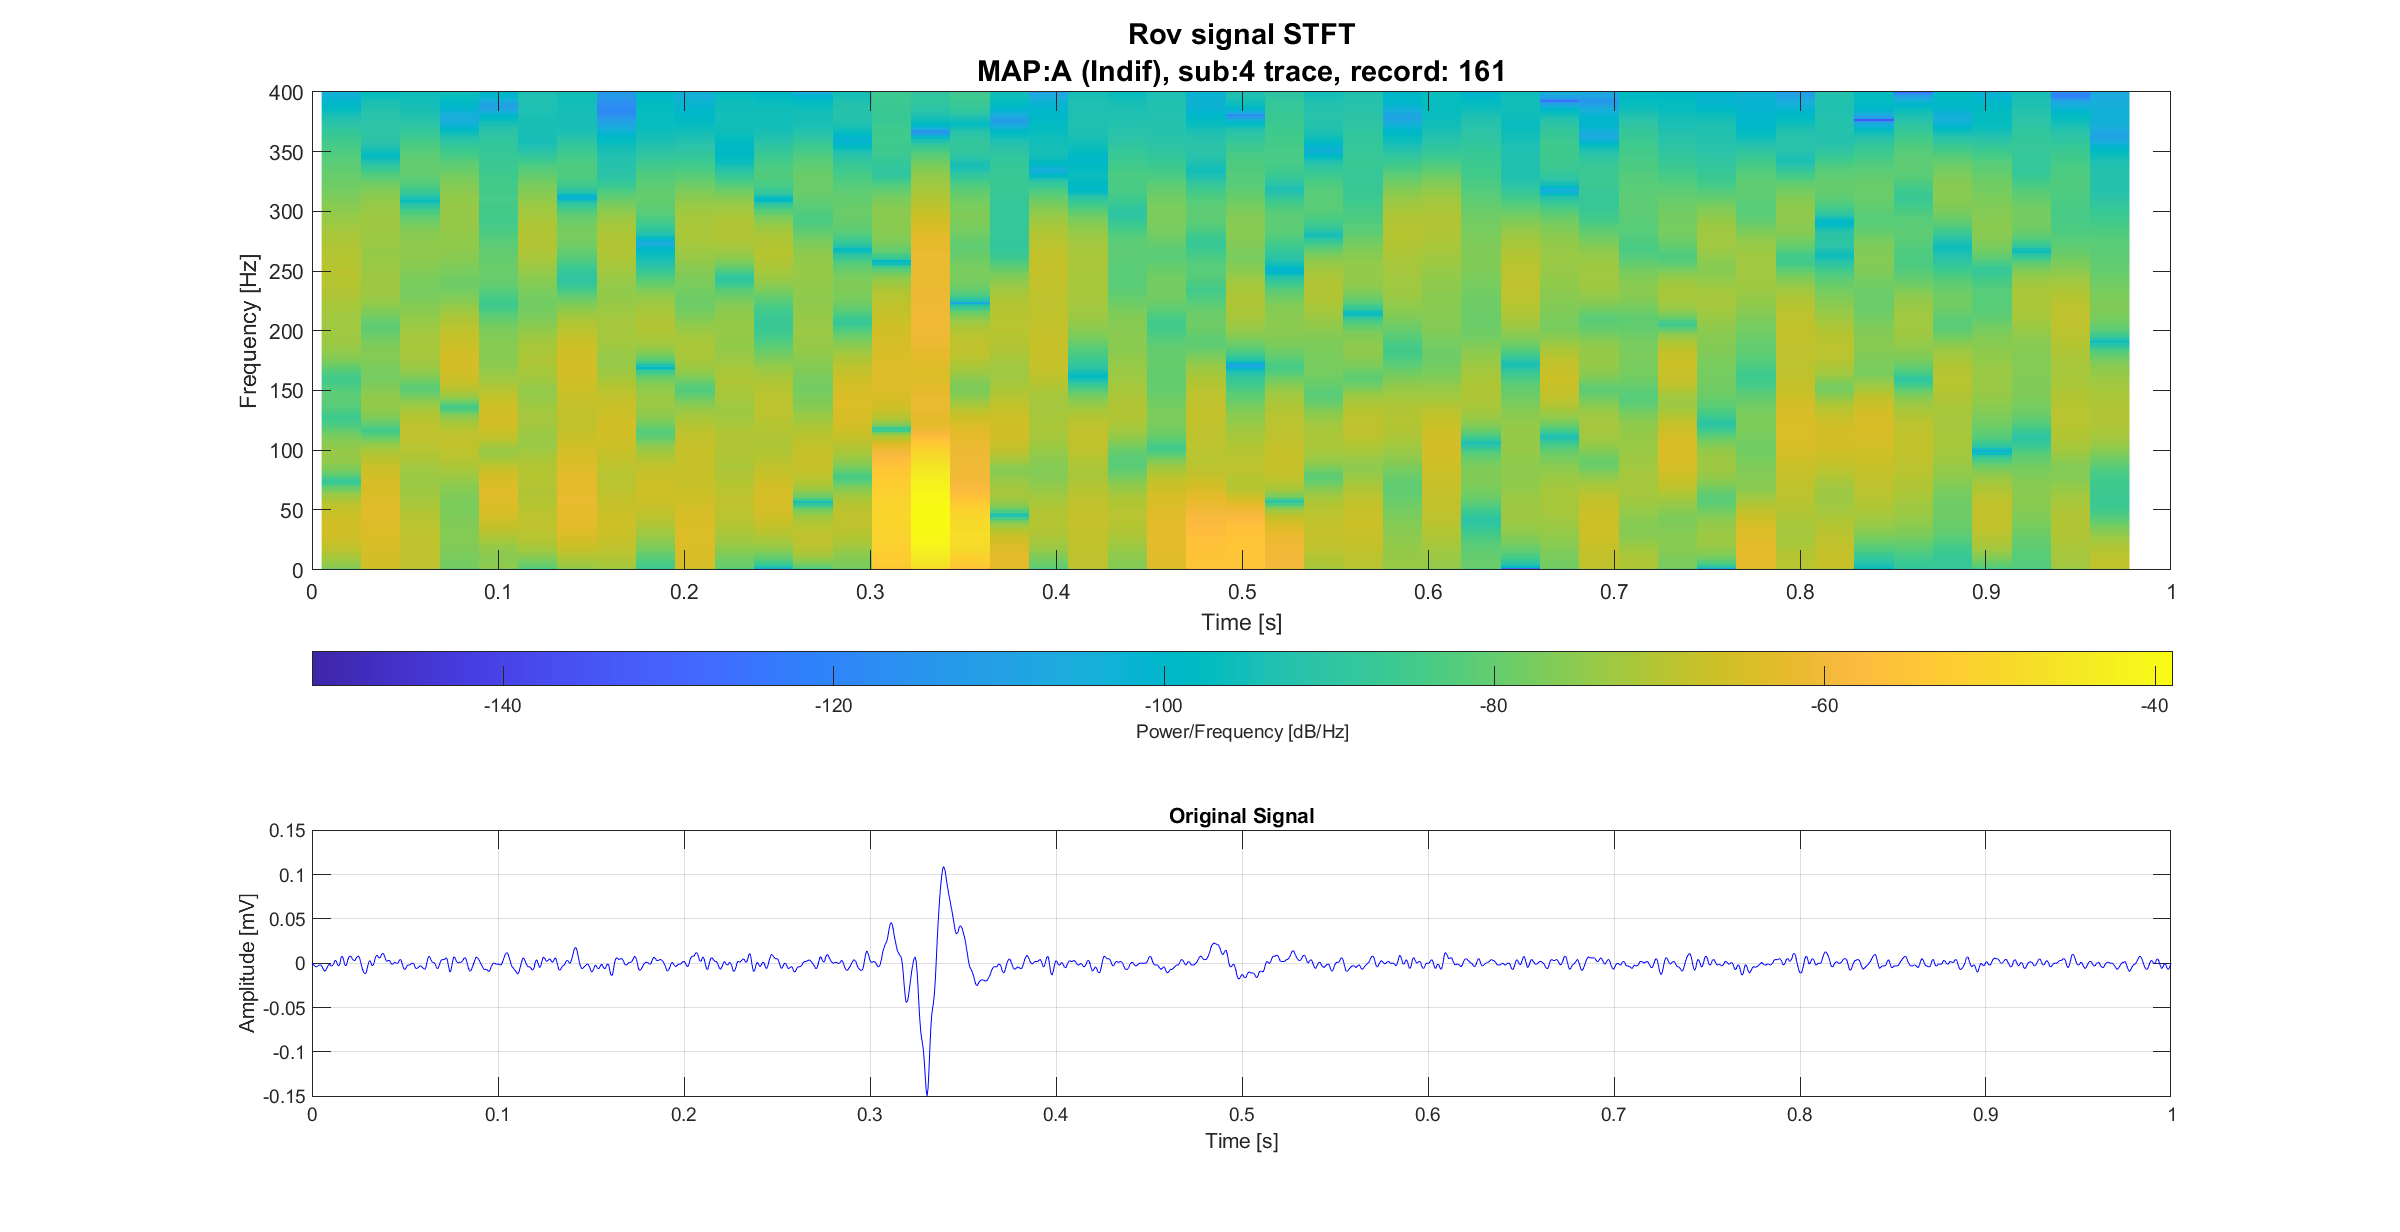 Rov signal STFT
MAP:A (Indif), sub:4 trace, record: 161
400
350
300
250
200
150
100
50
0
Frequency [Hz]
0 0.1 0.2 0.3 0.4 0.5 0.6 0.7 0.8 0.9 1
Time [s]
-140 -120 -100 -80 -60 -40
Power/Frequency [dB/Hz]
Original Signal
0.15
0.1
0.05
0
-0.05
-0.1
-0.15
Amplitude [mV]
0 0.1 0.2 0.3 0.4 0.5 0.6 0.7 0.8 0.9 1
Time [s]